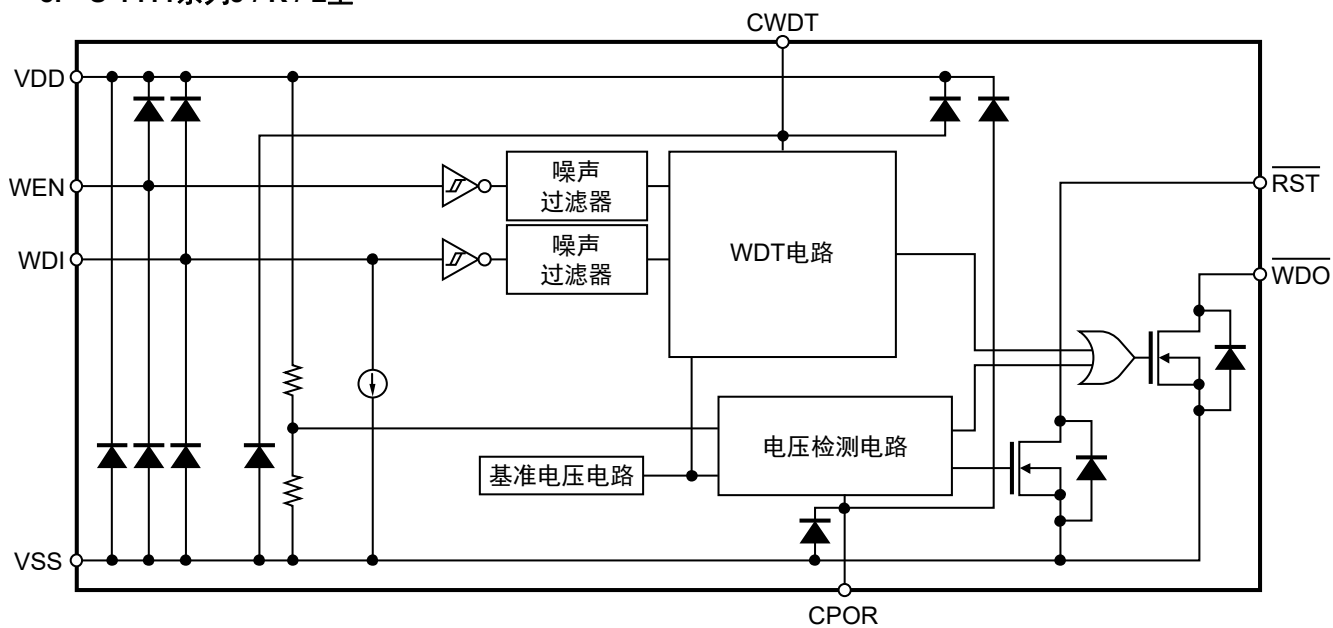 CWDT
VDD
WEN
噪声
过滤器
RST
WDI
噪声
过滤器
WDT电路
WDO
电压检测电路
基准电压电路
VSS
CPOR